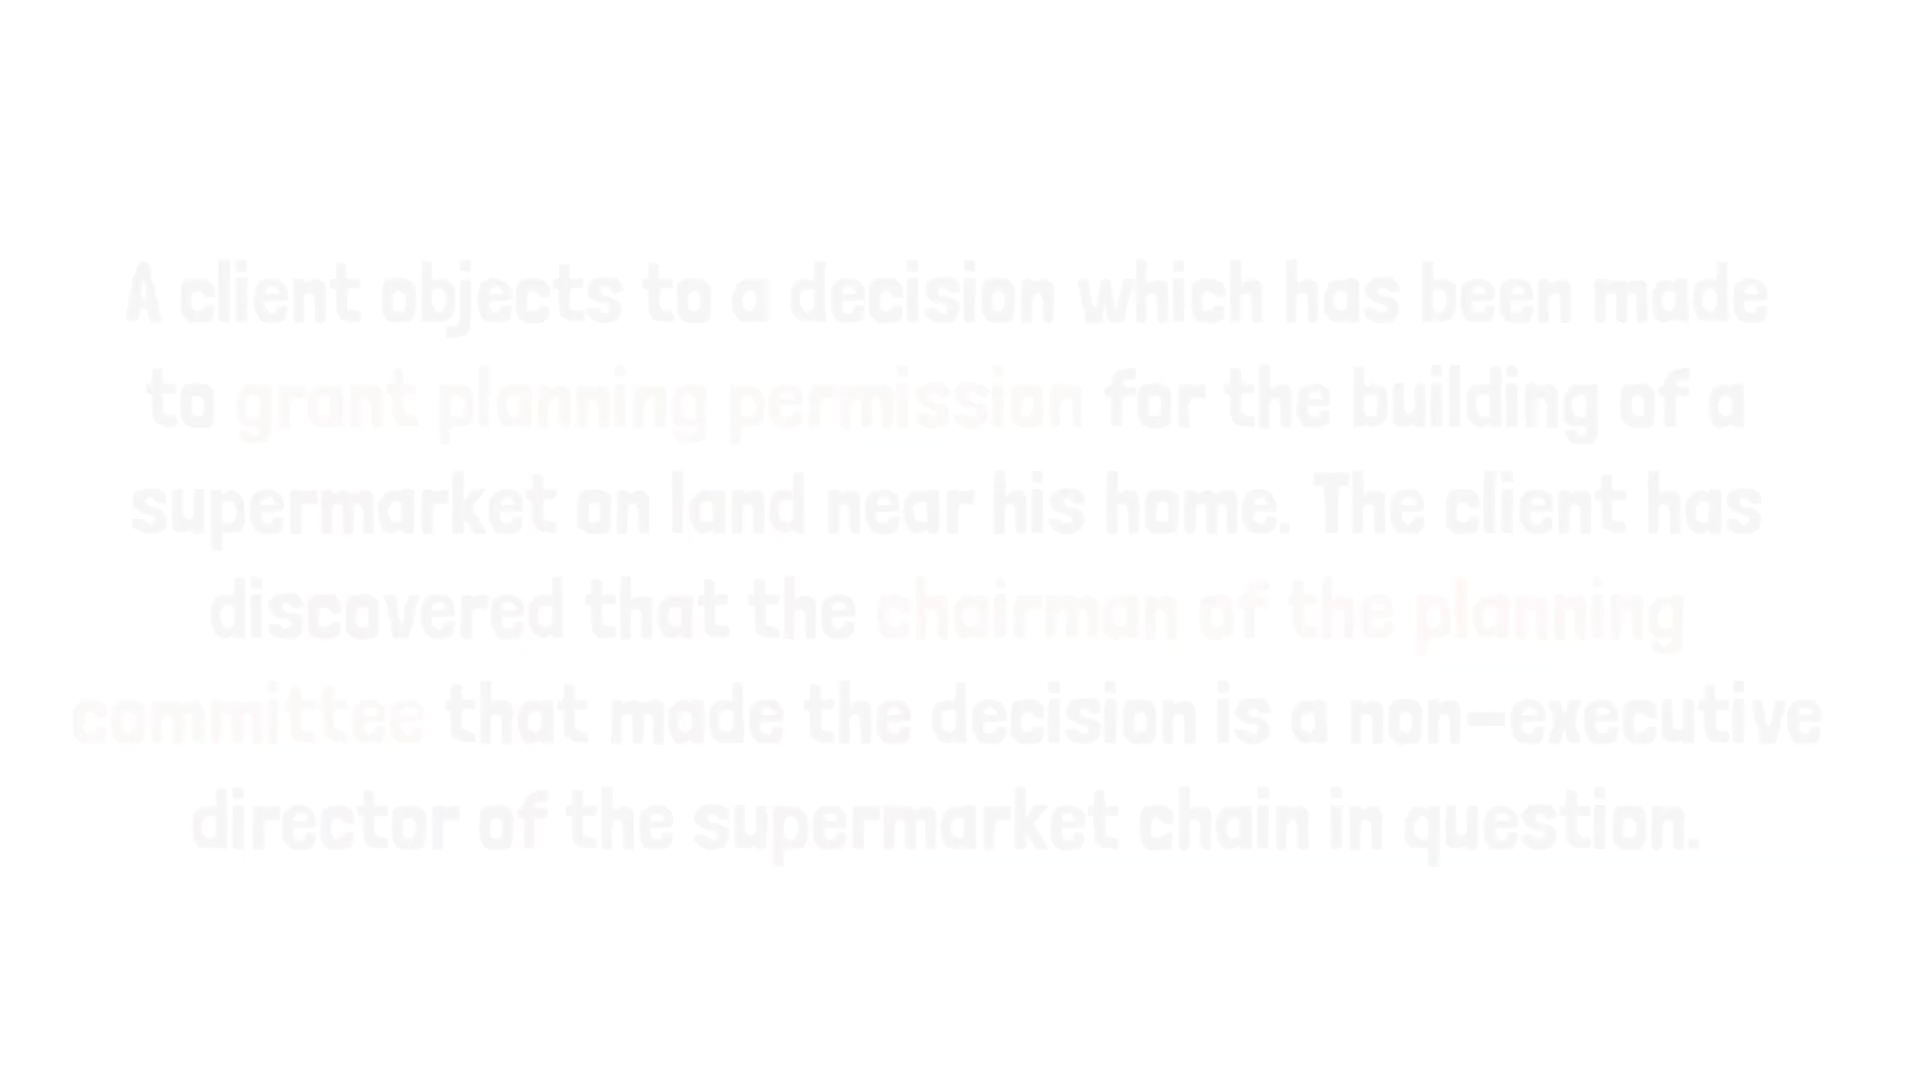 A client objects to a decision which has been made
to grant planning permission for the building of a
supermarket on land near his home. The client has
discovered that the chairman of the planning
committee that made the decision is a non-executive
director of the supermarket chain in question.